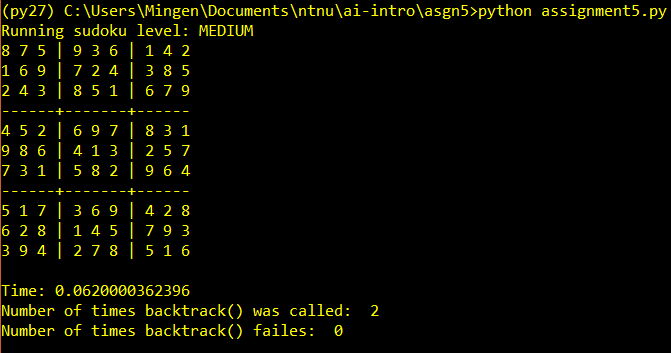 (py27) C:\Users\Mingen\Documents\ntnu\ai-intro\asgn5>python assignment5.py
Running sudoku level: MEDIUM
8 7 5 | 9 3 6 | 1 4 2
1 6 9 | 7 2 4 | 3 8 5
2 4 3 | 8 5 1 | 6 7 9
------+-------+------
4 5 2 | 6 9 7 | 8 3 1
9 8 6 | 4 1 3 | 2 5 7
7 3 1 | 5 8 2 | 9 6 4
------+-------+------
5 1 7 | 3 6 9 | 4 2 8
6 2 8 | 1 4 5 | 7 9 3
3 9 4 | 2 7 8 | 5 1 6
Time: 0.0620000362396
Number of times backtrack() was called:  2
Number of times backtrack() failes:  0